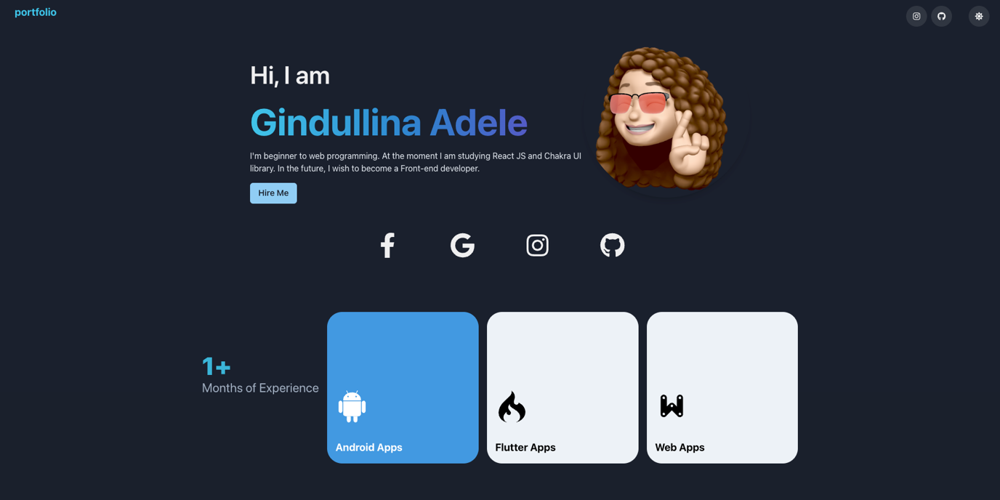 portfolio
Hi, I am
Gindullina Adele
I'm beginner to web programming. At the moment I am studying React JS and Chakra UI
library. In the future, I wish to become a Front-end developer.
Hire Me
1+
Months of Experience
Android Apps
Flutter Apps
Web Apps